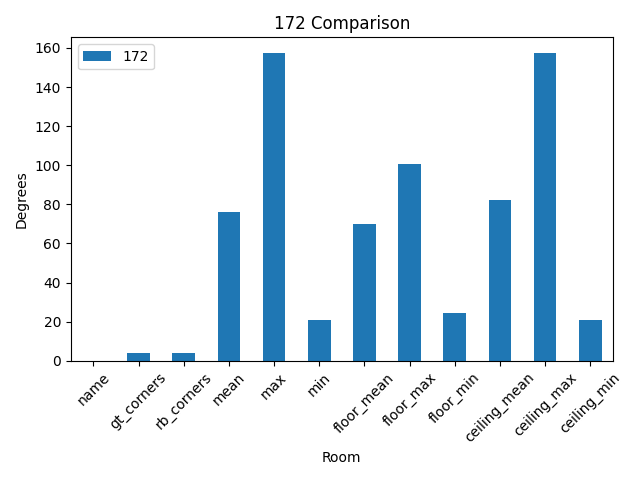 172 Comparison
172
Degrees
160
140
120
100
80
60
40
20
0
name
gt_corners
rb_corners
mean
max
min
floor_mean
floor_max
floor_min
ceiling_mean
ceiling_max
ceiling_min
Room